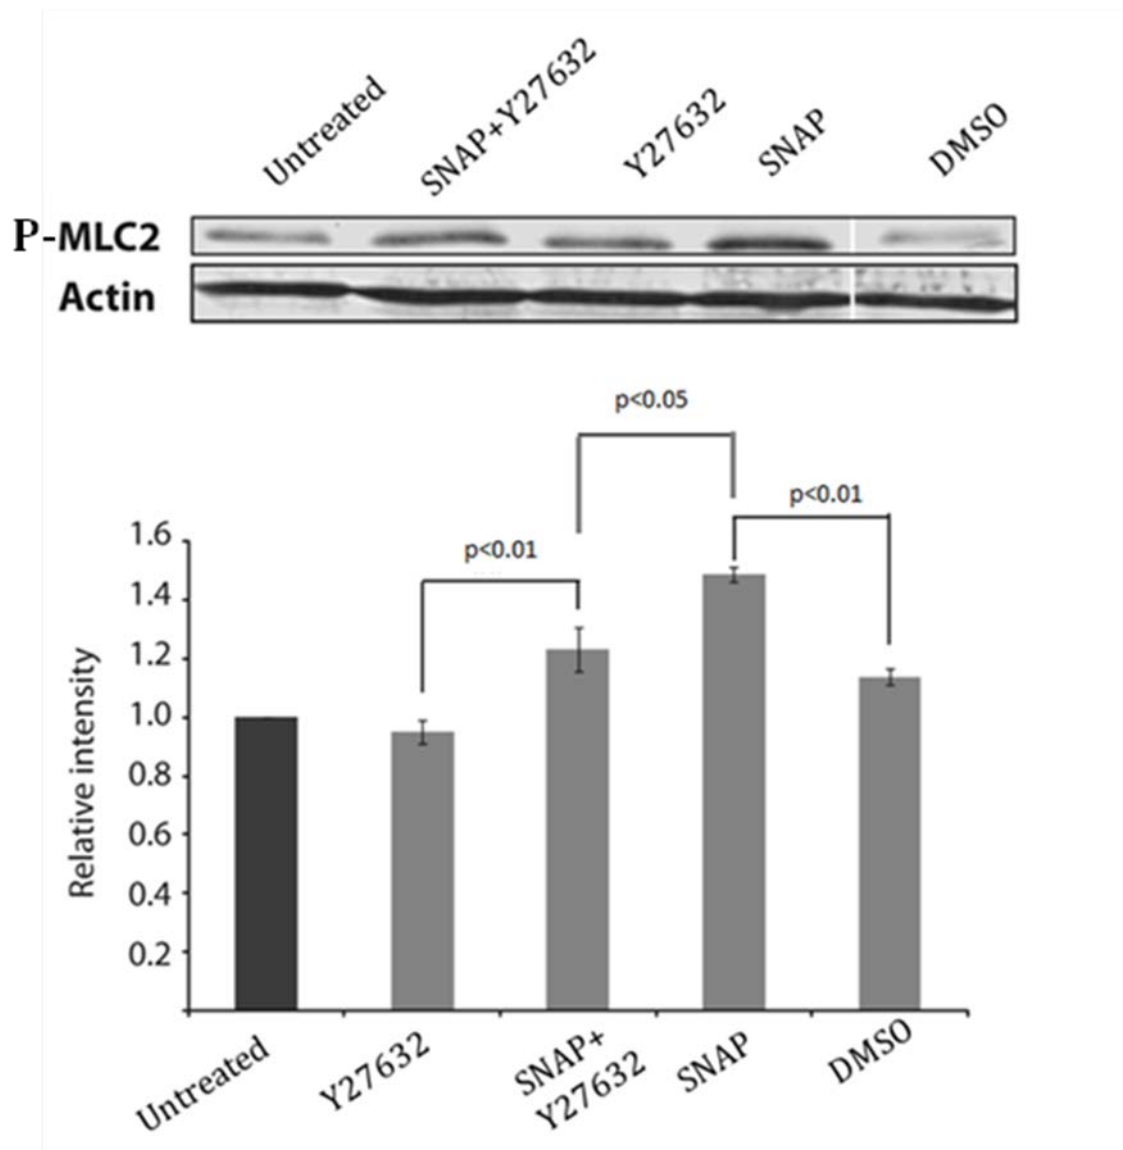 Untreated
SNAP+Y27632
Y27632
SNAP
DMSO
P-MLC2
Actin
p<0.05
p<0.01
p<0.01
1.6
1.4
1.2
1.0
0.8
0.6
0.4
0.2
Relative intensity
Untreated
Y27632
SNAP+
Y27632
SNAP
DMSO